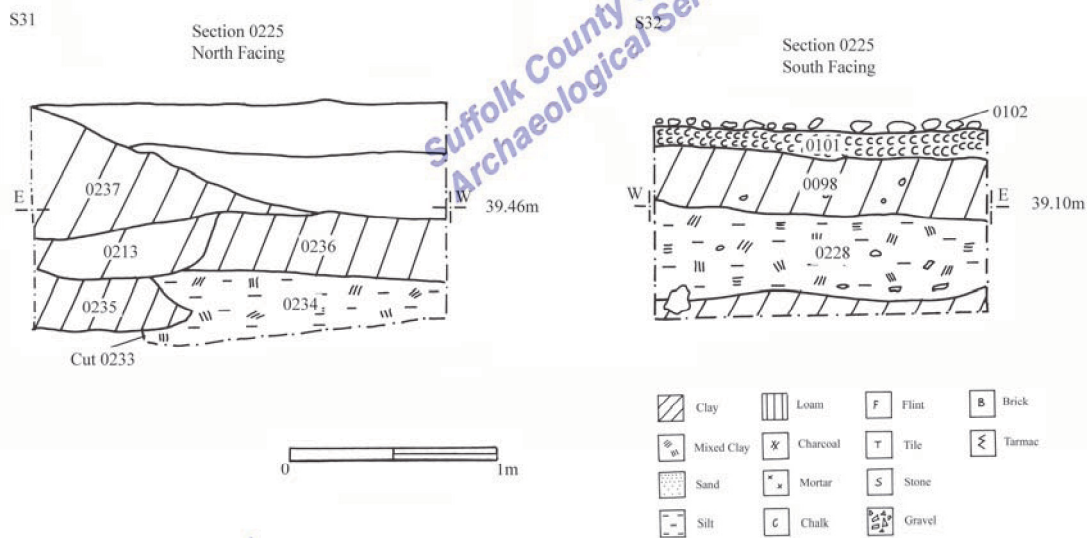 S31
Section 0225
North Facing
Suffolk County
Archaeological
S32
Section 0225
South Facing
0237
0213
0235
0236
0234
Cut 0233
E
W
39.46m
0102
0101
0098
0228
W
E
39.10m
0
1m
Clay
Loam
F
Flint
B
Brick
Mixed Clay
Charcoal
T
Tile
Tarmac
Sand
Mortar
S
Stone
Silt
C
Chalk
Gravel